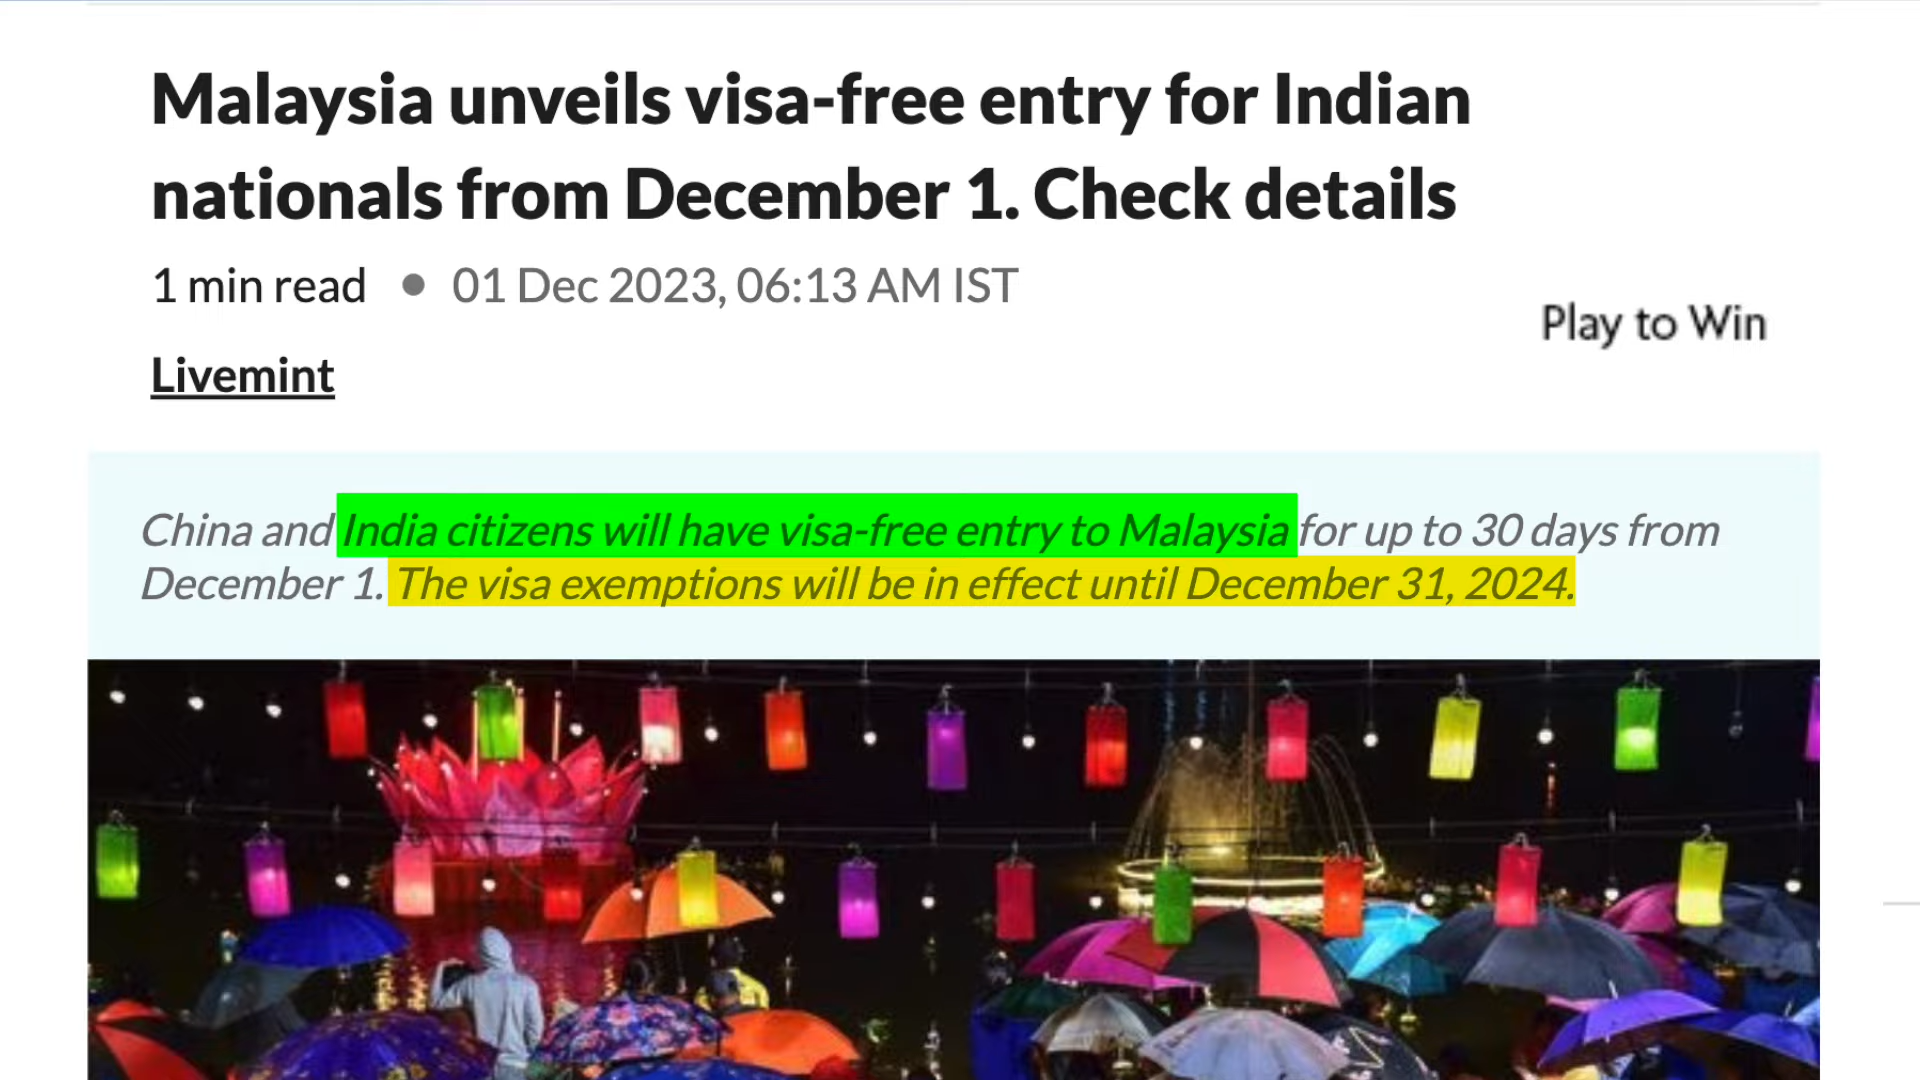 Malaysia unveils visa-free entry for Indian
nationals from December 1. Check details
1 min read • 01 Dec 2023, 06:13 AM IST
Play to Win
Livemint
China and India citizens will have visa-free entry to Malaysia for up to 30 days from
December 1. The visa exemptions will be in effect until December 31, 2024.